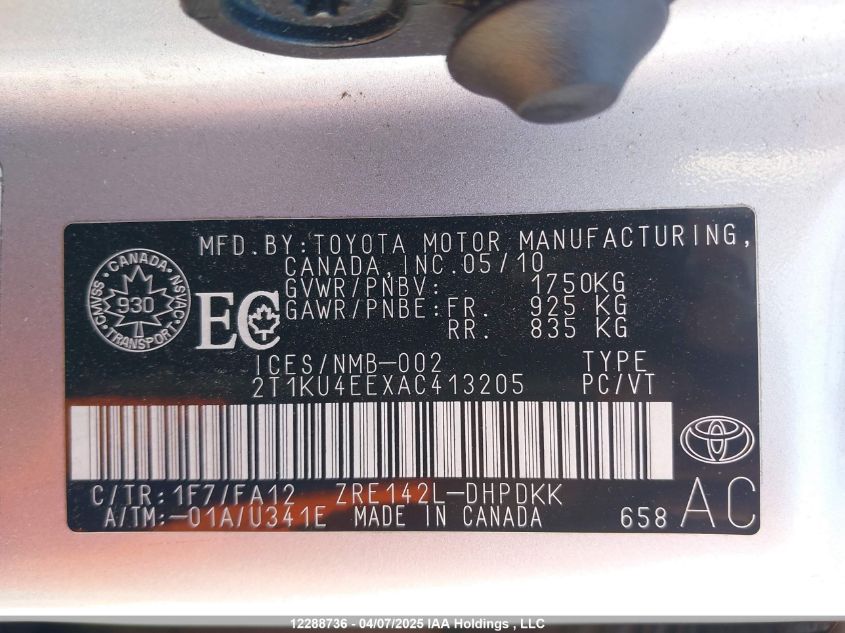 MFD.BY:TOYOTA MOTOR MANUFACTURING,
CANADA,INC.05/10
GVWR/PNBV: 1750KG
GAWR/PNBE:FR. 925 KG
RR. 835 KG
CANADA
CMVSS 930 NSVAC
TRANSPORT
EC
ICES/NMB-002 TYPE
2T1KU4EEXAC413205 PC/VT
C/TR:1F7/FA12 ZRE142L-DHPDKK
A/TM:-01A/U341E MADE IN CANADA
658 AC
12288736 - 04/07/2025 IAA Holdings , LLC